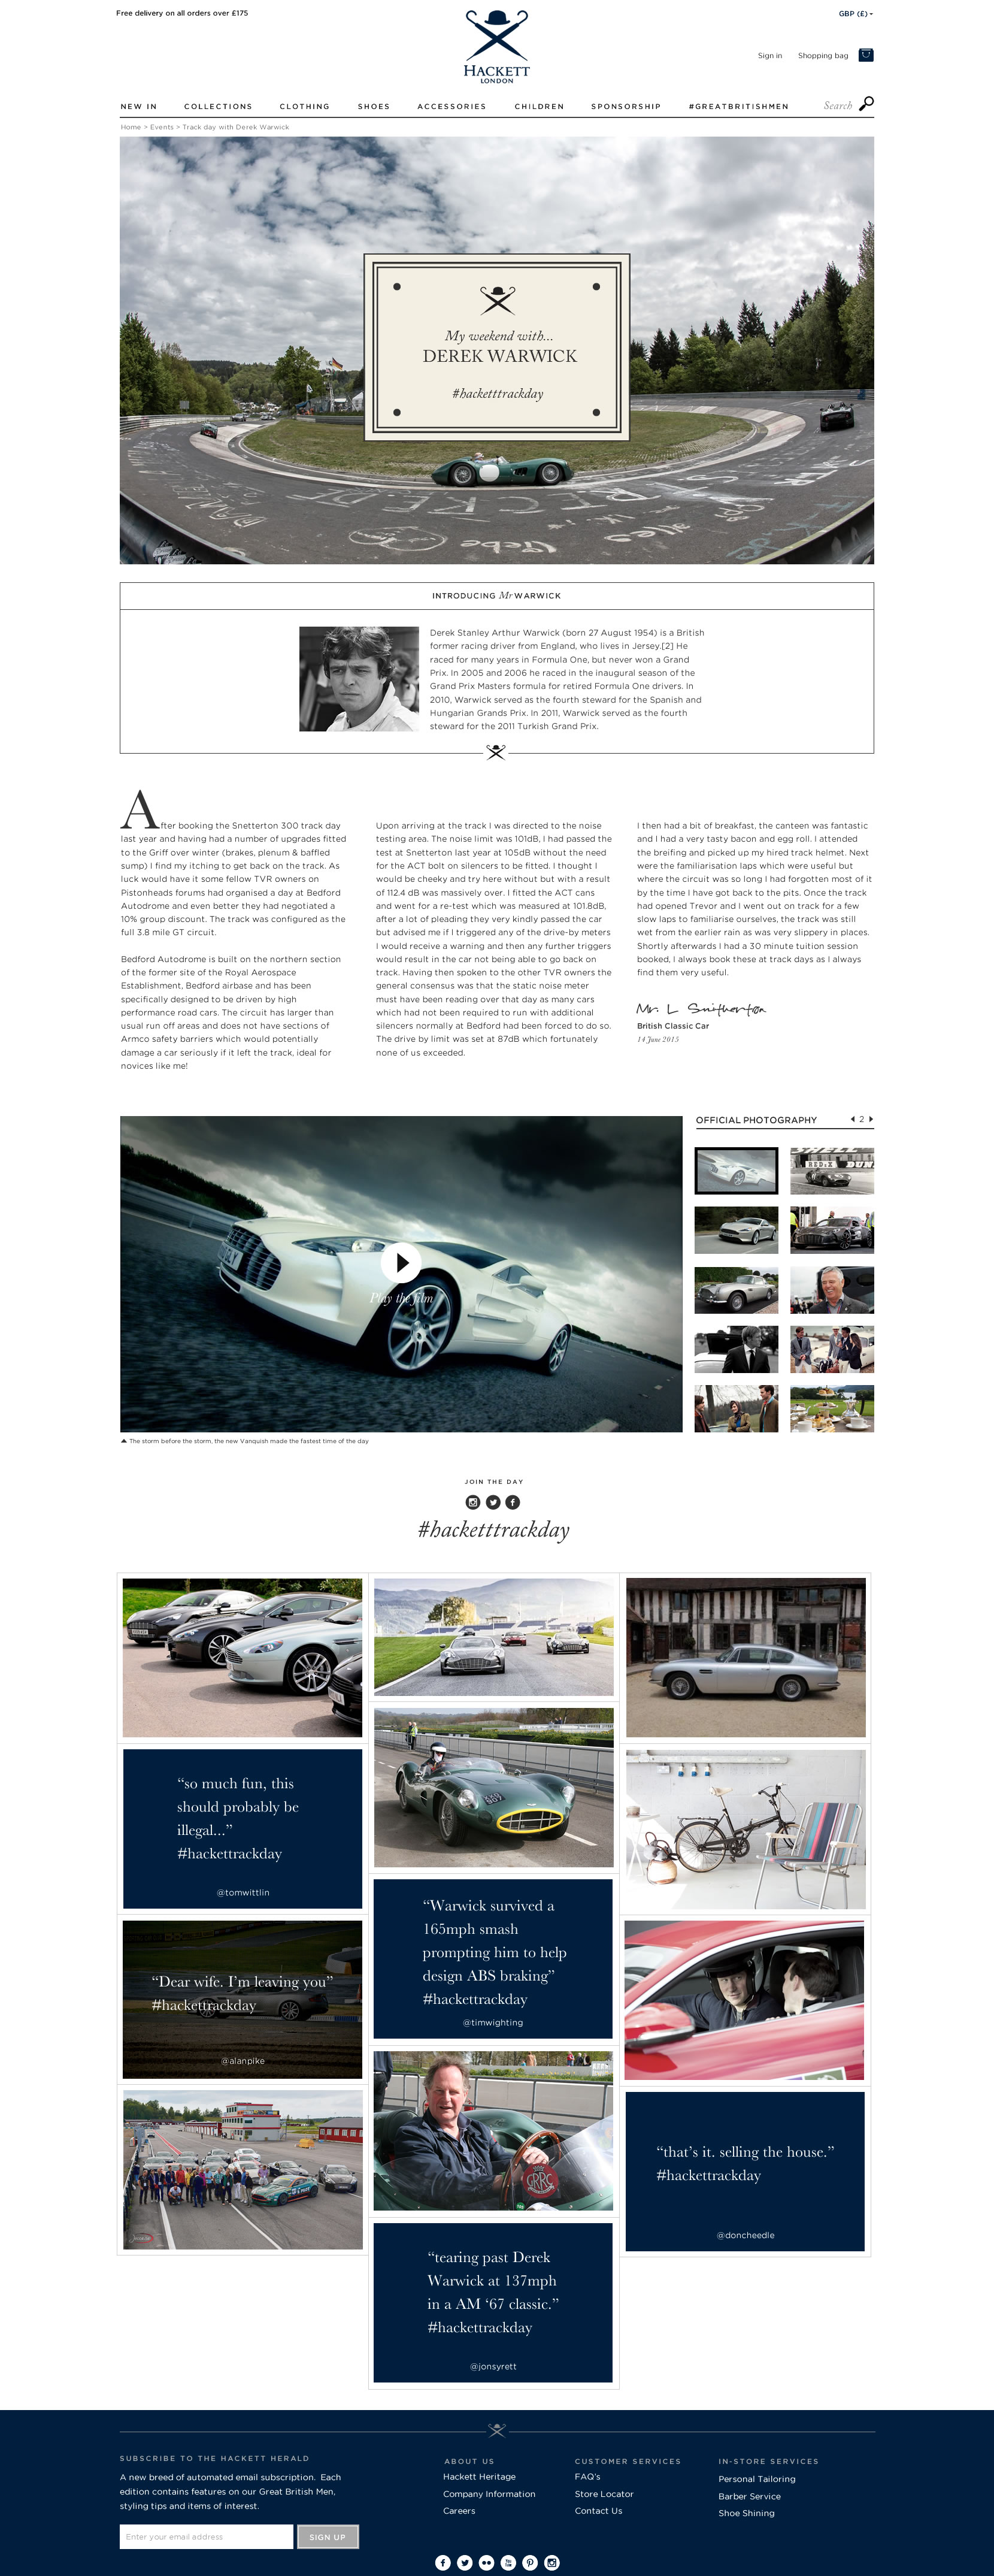 Free delivery on all orders over £175
GBP (£)
HACKETT
LONDON
Sign in
Shopping bag
NEW IN
COLLECTIONS
CLOTHING
SHOES
ACCESSORIES
CHILDREN
SPONSORSHIP
#GREATBRITISHMEN
Search
Home > Events > Track day with Derek Warwick
My weekend with...
DEREK WARWICK
#hacketttrackday
INTRODUCING Mr WARWICK
Derek Stanley Arthur Warwick (born 27 August 1954) is a British
former racing driver from England, who lives in Jersey.[2] He
raced for many years in Formula One, but never won a Grand
Prix. In 2005 and 2006 he raced in the inaugural season of the
Grand Prix Masters formula for retired Formula One drivers. In
2010, Warwick served as the fourth steward for the Spanish and
Hungarian Grands Prix. In 2011, Warwick served as the fourth
steward for the 2011 Turkish Grand Prix.
After booking the Snetterton 300 track day
last year and having had a number of upgrades fitted
to the Griff over winter (brakes, plenum & baffled
sump) I find my itching to get back on the track. As
luck would have it some fellow TVR owners on
Pistonheads forums had organised a day at Bedford
Autodrome and even better they had negotiated a
10% group discount. The track was configured as the
full 3.8 mile GT circuit.
Bedford Autodrome is built on the northern section
of the former site of the Royal Aerospace
Establishment, Bedford airbase and has been
specifically designed to be driven by high
performance road cars. The circuit has larger than
usual run off areas and does not have sections of
Armco safety barriers which would potentially
damage a car seriously if it left the track, ideal for
novices like me!
Upon arriving at the track I was directed to the noise
testing area. The noise limit was 101dB, I had passed the
test at Snetterton last year at 105dB without the need
for the ACT bolt on silencers to be fitted. I thought I
would be cheeky and try here without but with a result
of 112.4 dB was massively over. I fitted the ACT cans
and went for a re-test which was measured at 101.8dB,
after a lot of pleading they very kindly passed the car
but advised me if I triggered any of the drive-by meters
I would receive a warning and then any further triggers
would result in the car not being able to go back on
track. Having then spoken to the other TVR owners the
general consensus was that the static noise meter
must have been reading over that day as many cars
which had not been required to run with additional
silencers normally at Bedford had been forced to do so.
The drive by limit was set at 87dB which fortunately
none of us exceeded.
I then had a bit of breakfast, the canteen was fantastic
and I had a very tasty bacon and egg roll. I attended
the breifing and picked up my hired track helmet. Next
were the familiarisation laps which were useful but
where the circuit was so long I had forgotten most of it
by the time I have got back to the pits. Once the track
had opened Trevor and I went out on track for a few
slow laps to familiarise ourselves, the track was still
wet from the earlier rain as was very slippery in places.
Shortly afterwards I had a 30 minute tuition session
booked, I always book these at track days as I always
find them very useful.
Mr. L
British Classic Car
14 June 2015
Play the film
OFFICIAL PHOTOGRAPHY
2
The storm before the storm, the new Vanquish made the fastest time of the day
JOIN THE DAY
#hacketttrackday
“so much fun, this
should probably be
illegal...”
#hackettrackday
@tomwittlin
“Dear wife. I’m leaving you”
#hackettrackday
@alanpike
“Warwick survived a
165mph smash
prompting him to help
design ABS braking”
#hackettrackday
@timwighting
GRRC
“tearing past Derek
Warwick at 137mph
in a AM ‘67 classic.”
#hackettrackday
@jonsyrett
“that’s it. selling the house.”
#hackettrackday
@doncheedle
SUBSCRIBE TO THE HACKETT HERALD
A new breed of automated email subscription. Each
edition contains features on our Great British Men,
styling tips and items of interest.
Enter your email address
SIGN UP
ABOUT US
Hackett Heritage
Company Information
Careers
CUSTOMER SERVICES
FAQ’s
Store Locator
Contact Us
IN-STORE SERVICES
Personal Tailoring
Barber Service
Shoe Shining